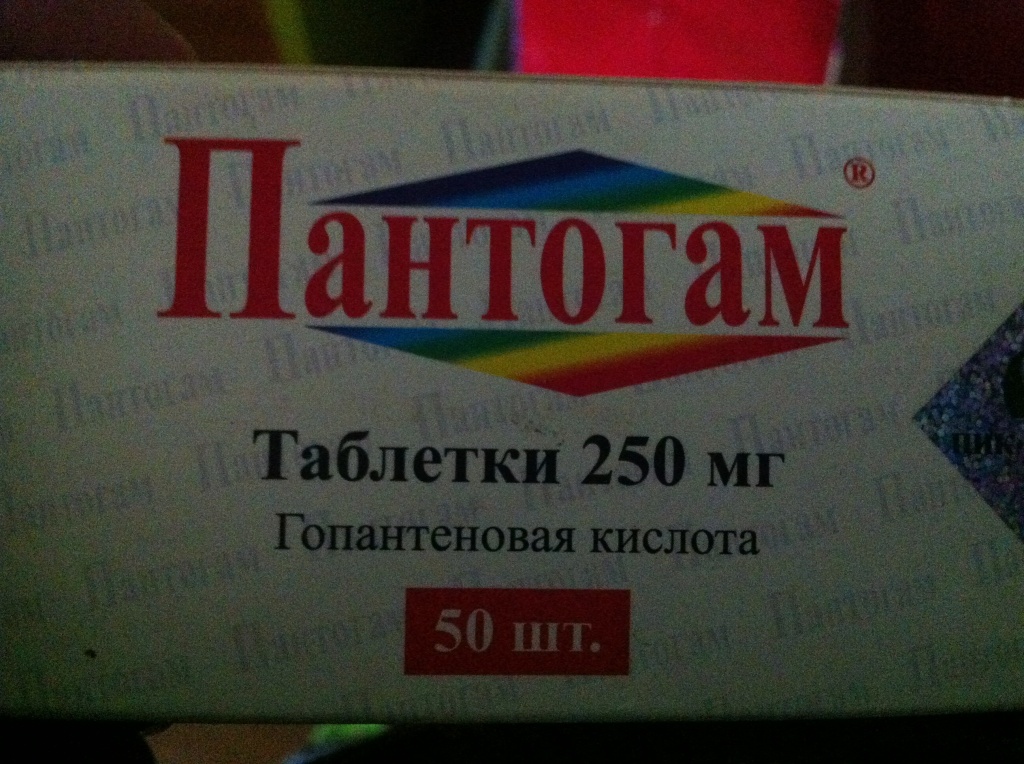 Пантогам®
Таблетки 250 мг
Гопантеновая кислота
50 шт.